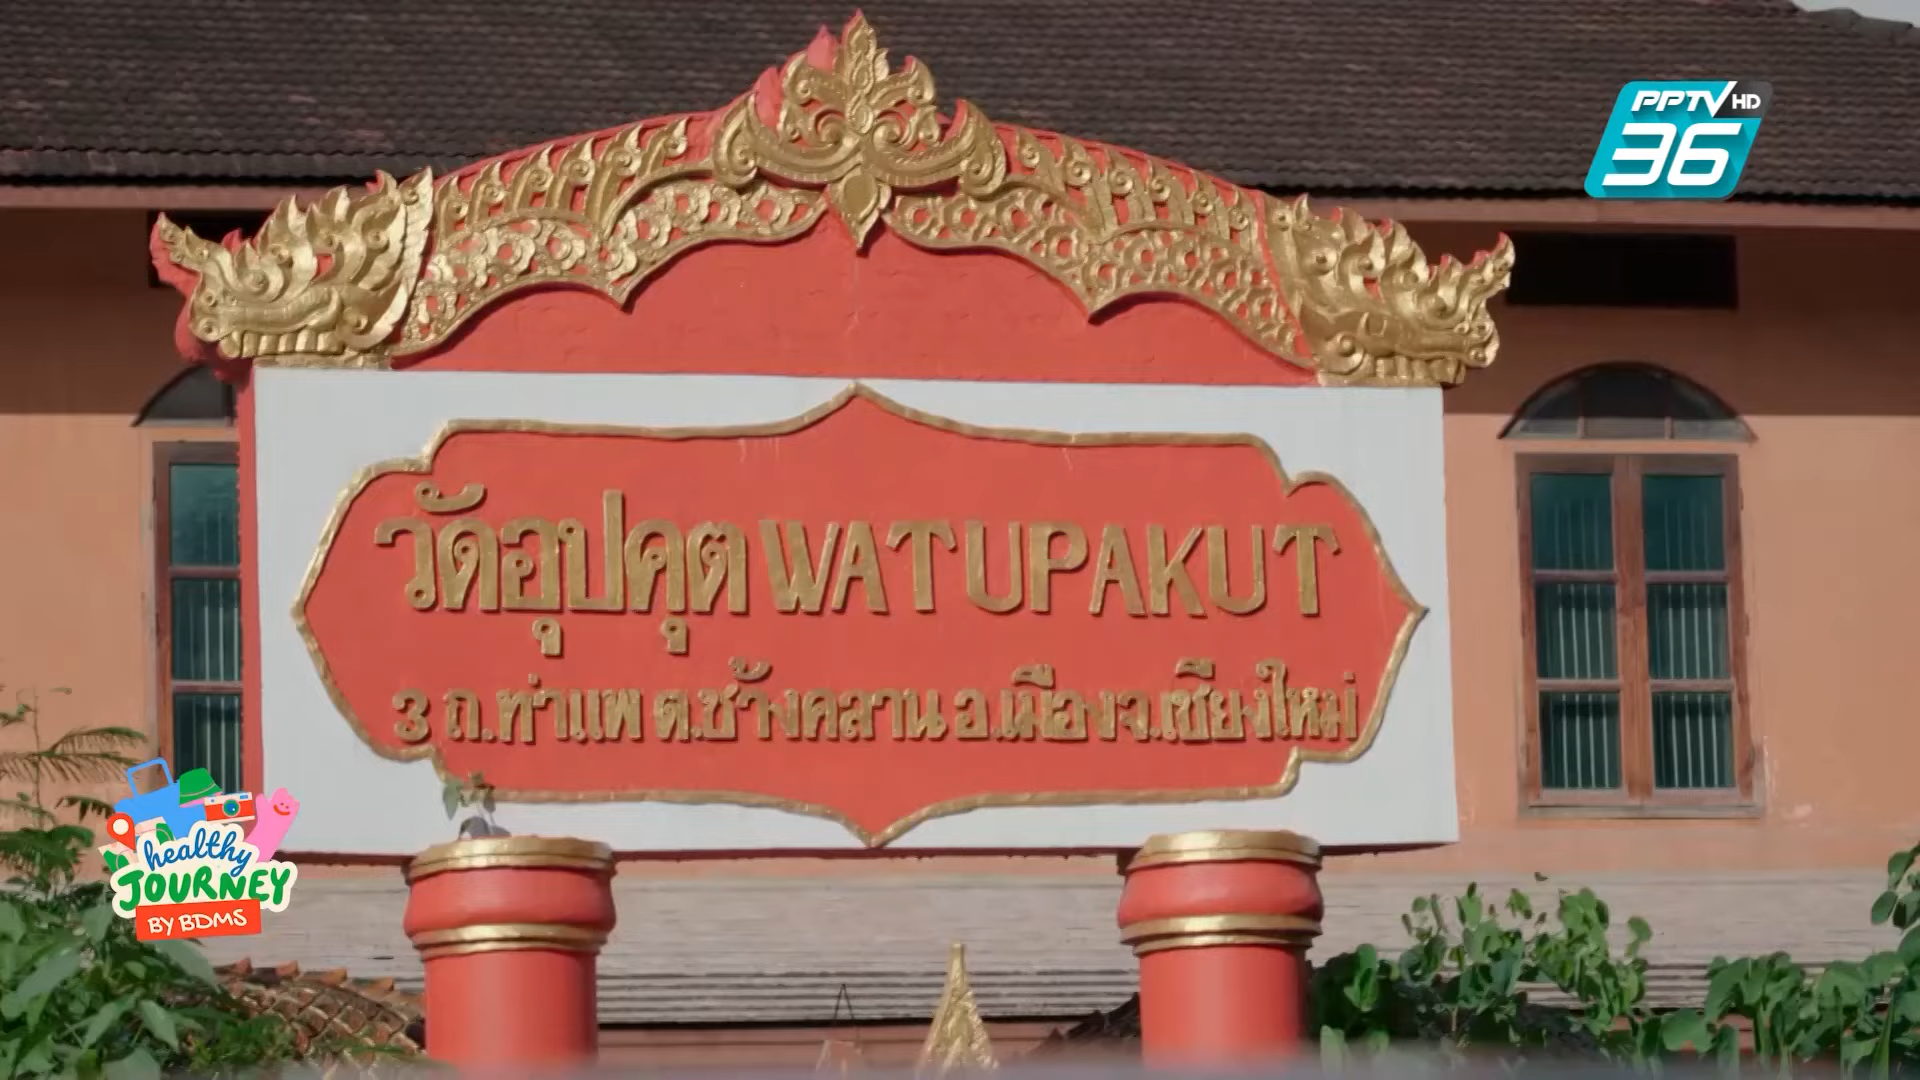 PPTV HD
36
วัดอุปคุต WATUPAKUT
3 ถ.ท่าแพ ต.ช้างคลาน อ.เมือง จ.เชียงใหม่
healthy
JOURNEY
BY BDMS